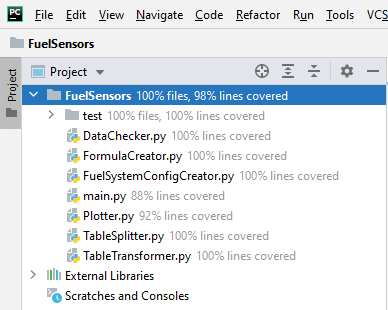 PC File Edit View Navigate Code Refactor Run Tools VCS
FuelSensors
Project
Project
FuelSensors 100% files, 98% lines covered
test 100% files, 100% lines covered
DataChecker.py 100% lines covered
FormulaCreator.py 100% lines covered
FuelSystemConfigCreator.py 100% lines covered
main.py 88% lines covered
Plotter.py 92% lines covered
TableSplitter.py 100% lines covered
TableTransformer.py 100% lines covered
External Libraries
Scratches and Consoles